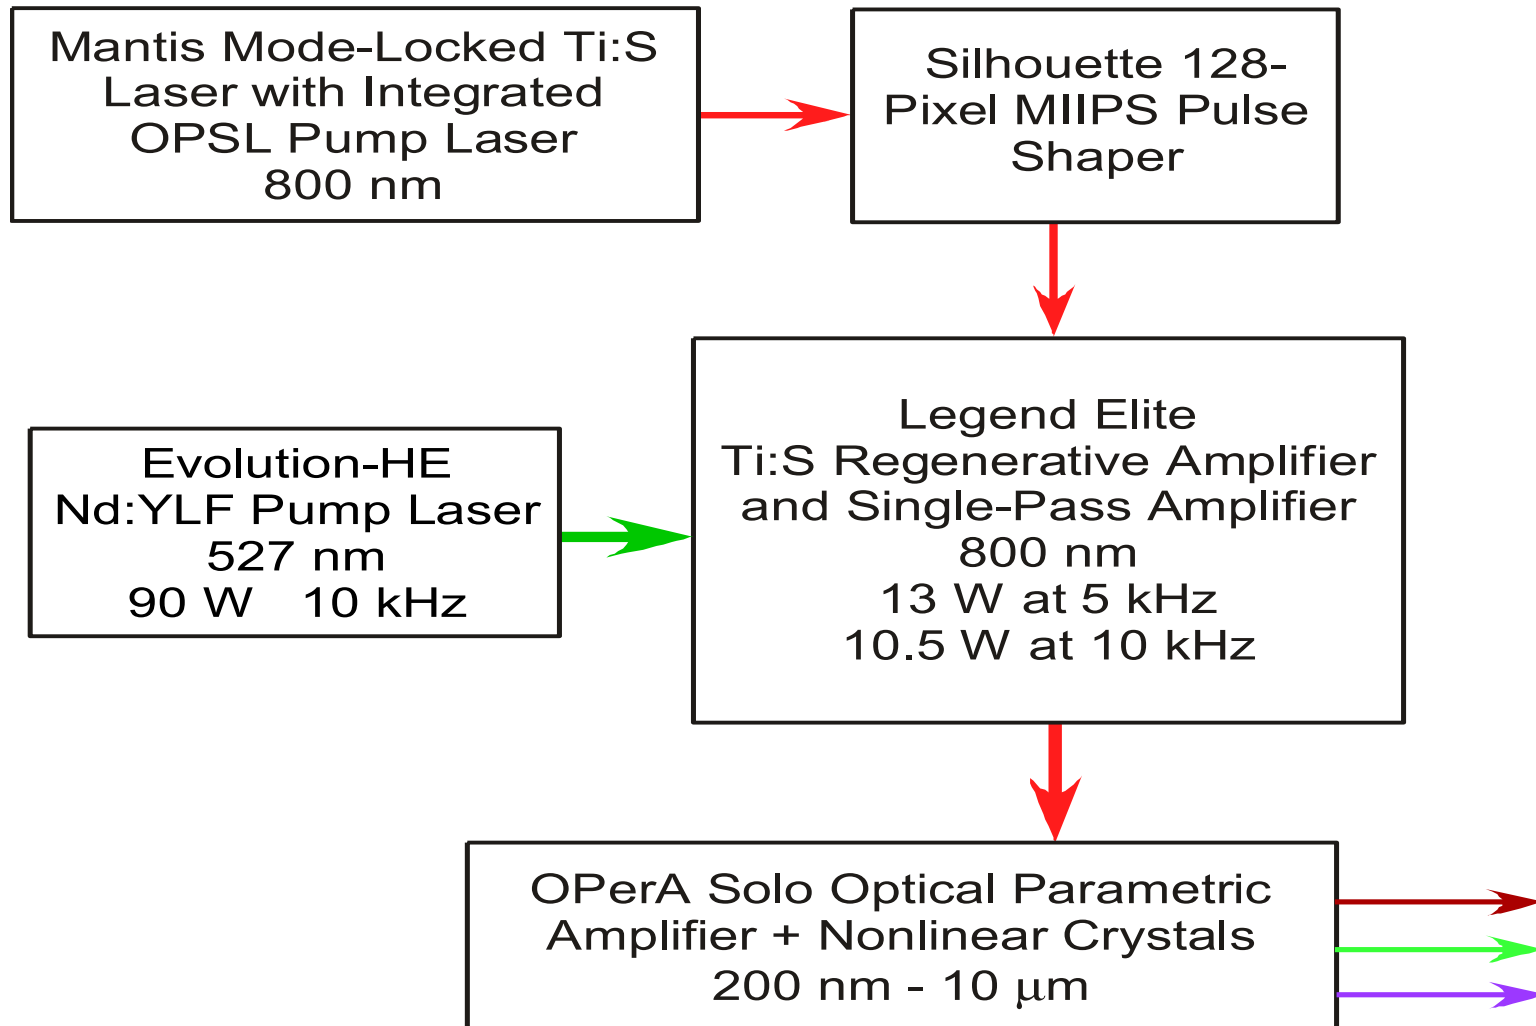 Mantis Mode-Locked Ti:S
Laser with Integrated
OPSL Pump Laser
800 nm
Silhouette 128-
Pixel MIIPS Pulse
Shaper
Evolution-HE
Nd:YLF Pump Laser
527 nm
90 W 10 kHz
Legend Elite
Ti:S Regenerative Amplifier
and Single-Pass Amplifier
800 nm
13 W at 5 kHz
10.5 W at 10 kHz
OPerA Solo Optical Parametric
Amplifier + Nonlinear Crystals
200 nm - 10 μm